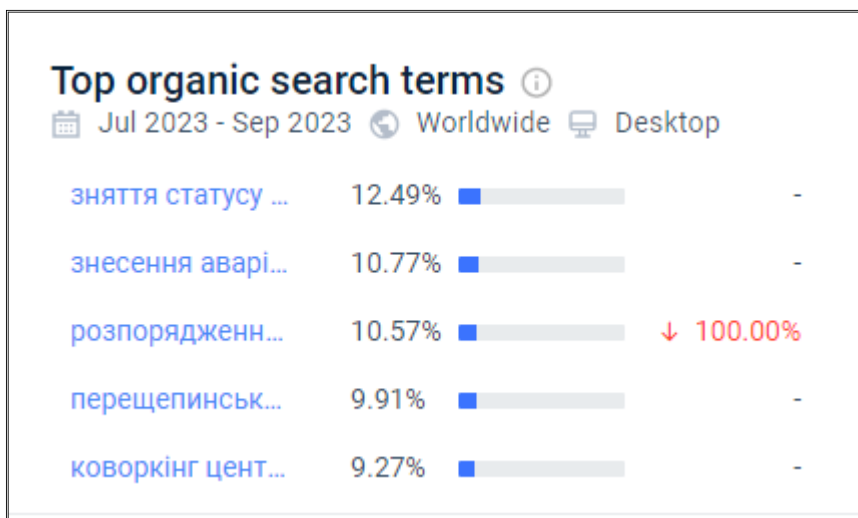 Top organic search terms
Jul 2023 - Sep 2023 Worldwide Desktop
зняття статусу ... 12.49% -
знесення аварі... 10.77% -
розпорядженн... 10.57% ↓ 100.00%
перещепинськ... 9.91% -
коворкінг цент... 9.27% -